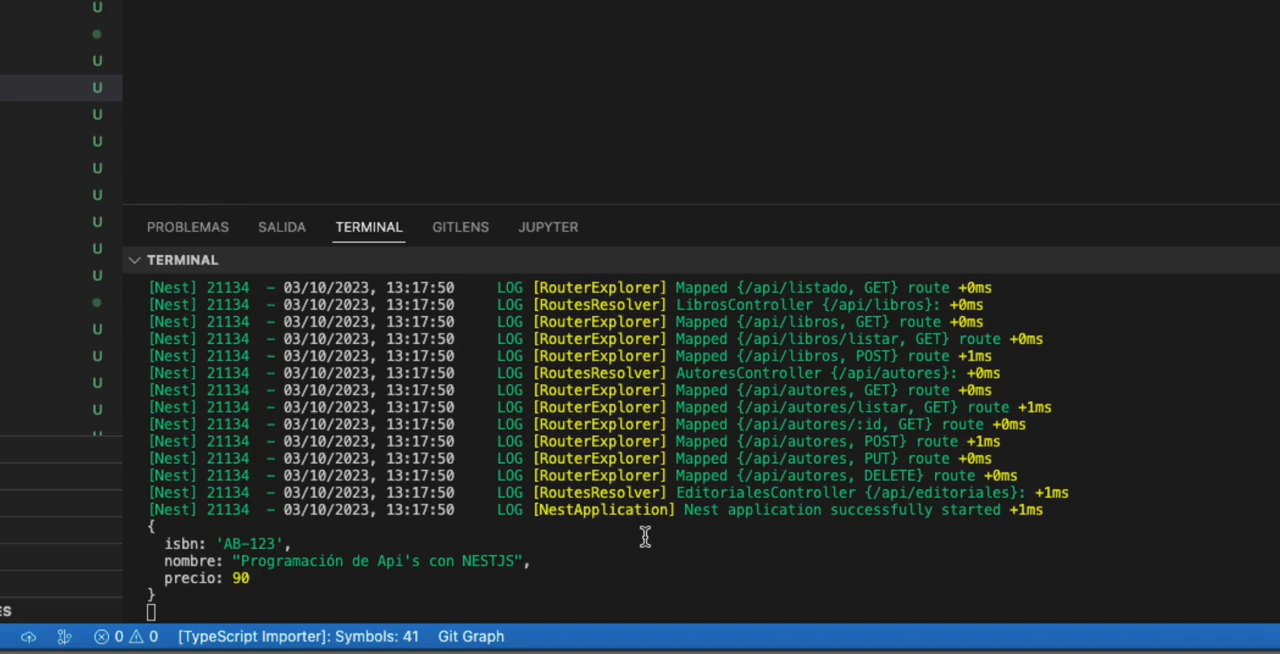 U
U
U
U
U
U
U
U
U
U
U
U
U
U
PROBLEMAS SALIDA TERMINAL GITLENS JUPYTER
TERMINAL
[Nest] 21134 - 03/10/2023, 13:17:50 LOG [RouterExplorer] Mapped {/api/listado, GET} route +0ms
[Nest] 21134 - 03/10/2023, 13:17:50 LOG [RoutesResolver] LibrosController {/api/libros}: +0ms
[Nest] 21134 - 03/10/2023, 13:17:50 LOG [RouterExplorer] Mapped {/api/libros, GET} route +0ms
[Nest] 21134 - 03/10/2023, 13:17:50 LOG [RouterExplorer] Mapped {/api/libros/listar, GET} route +0ms
[Nest] 21134 - 03/10/2023, 13:17:50 LOG [RouterExplorer] Mapped {/api/libros, POST} route +1ms
[Nest] 21134 - 03/10/2023, 13:17:50 LOG [RoutesResolver] AutoresController {/api/autores}: +0ms
[Nest] 21134 - 03/10/2023, 13:17:50 LOG [RouterExplorer] Mapped {/api/autores, GET} route +0ms
[Nest] 21134 - 03/10/2023, 13:17:50 LOG [RouterExplorer] Mapped {/api/autores/listar, GET} route +1ms
[Nest] 21134 - 03/10/2023, 13:17:50 LOG [RouterExplorer] Mapped {/api/autores/:id, GET} route +0ms
[Nest] 21134 - 03/10/2023, 13:17:50 LOG [RouterExplorer] Mapped {/api/autores, POST} route +1ms
[Nest] 21134 - 03/10/2023, 13:17:50 LOG [RouterExplorer] Mapped {/api/autores, PUT} route +0ms
[Nest] 21134 - 03/10/2023, 13:17:50 LOG [RouterExplorer] Mapped {/api/autores, DELETE} route +0ms
[Nest] 21134 - 03/10/2023, 13:17:50 LOG [RoutesResolver] EditorialesController {/api/editoriales}: +1ms
[Nest] 21134 - 03/10/2023, 13:17:50 LOG [NestApplication] Nest application successfully started +1ms
{
isbn: 'AB-123',
nombre: "Programación de Api's con NESTJS",
precio: 90
}
ES
0 0 [TypeScript Importer]: Symbols: 41 Git Graph